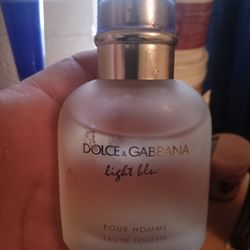 DOLCE & GABBANA
light blue
POUR HOMME
EAU DE TOILETTE